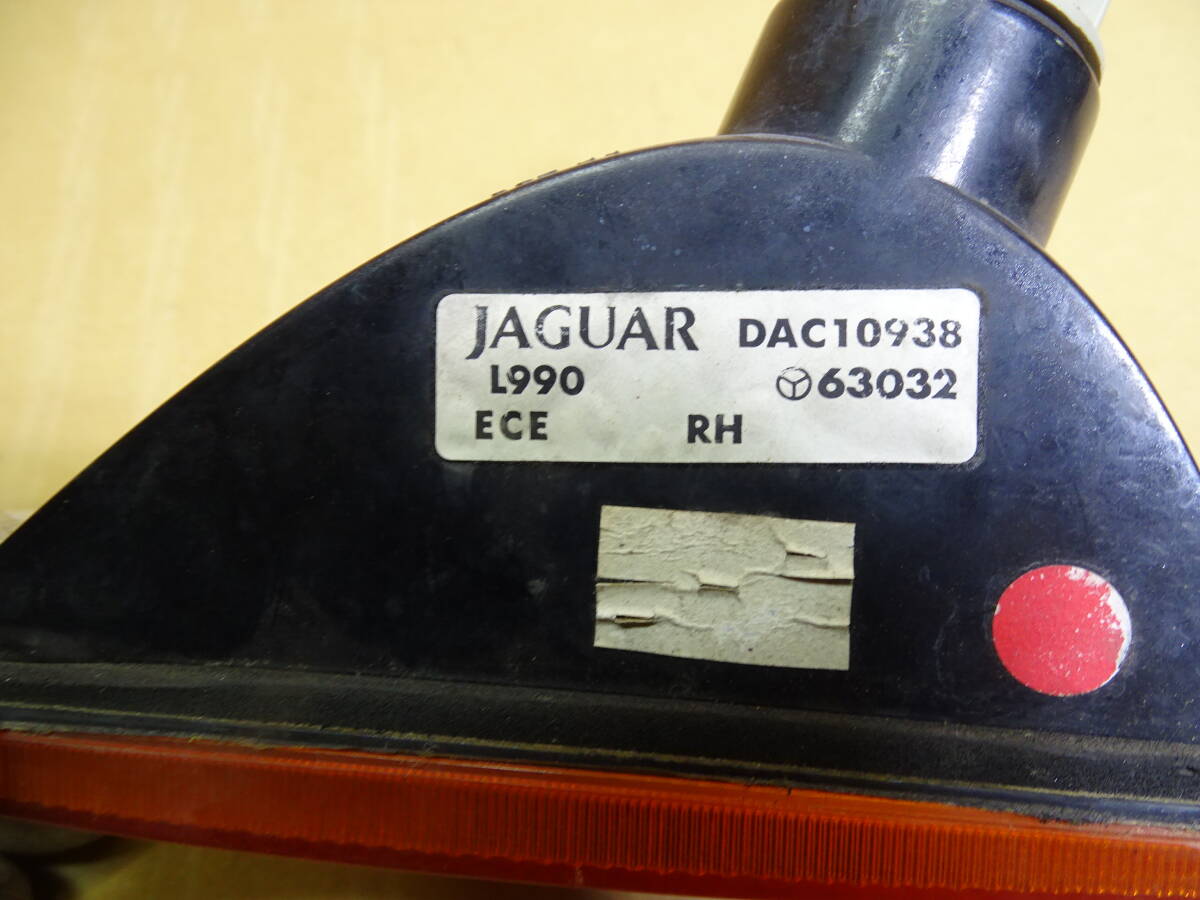 JAGUAR DAC10938
L990 63032
ECE RH